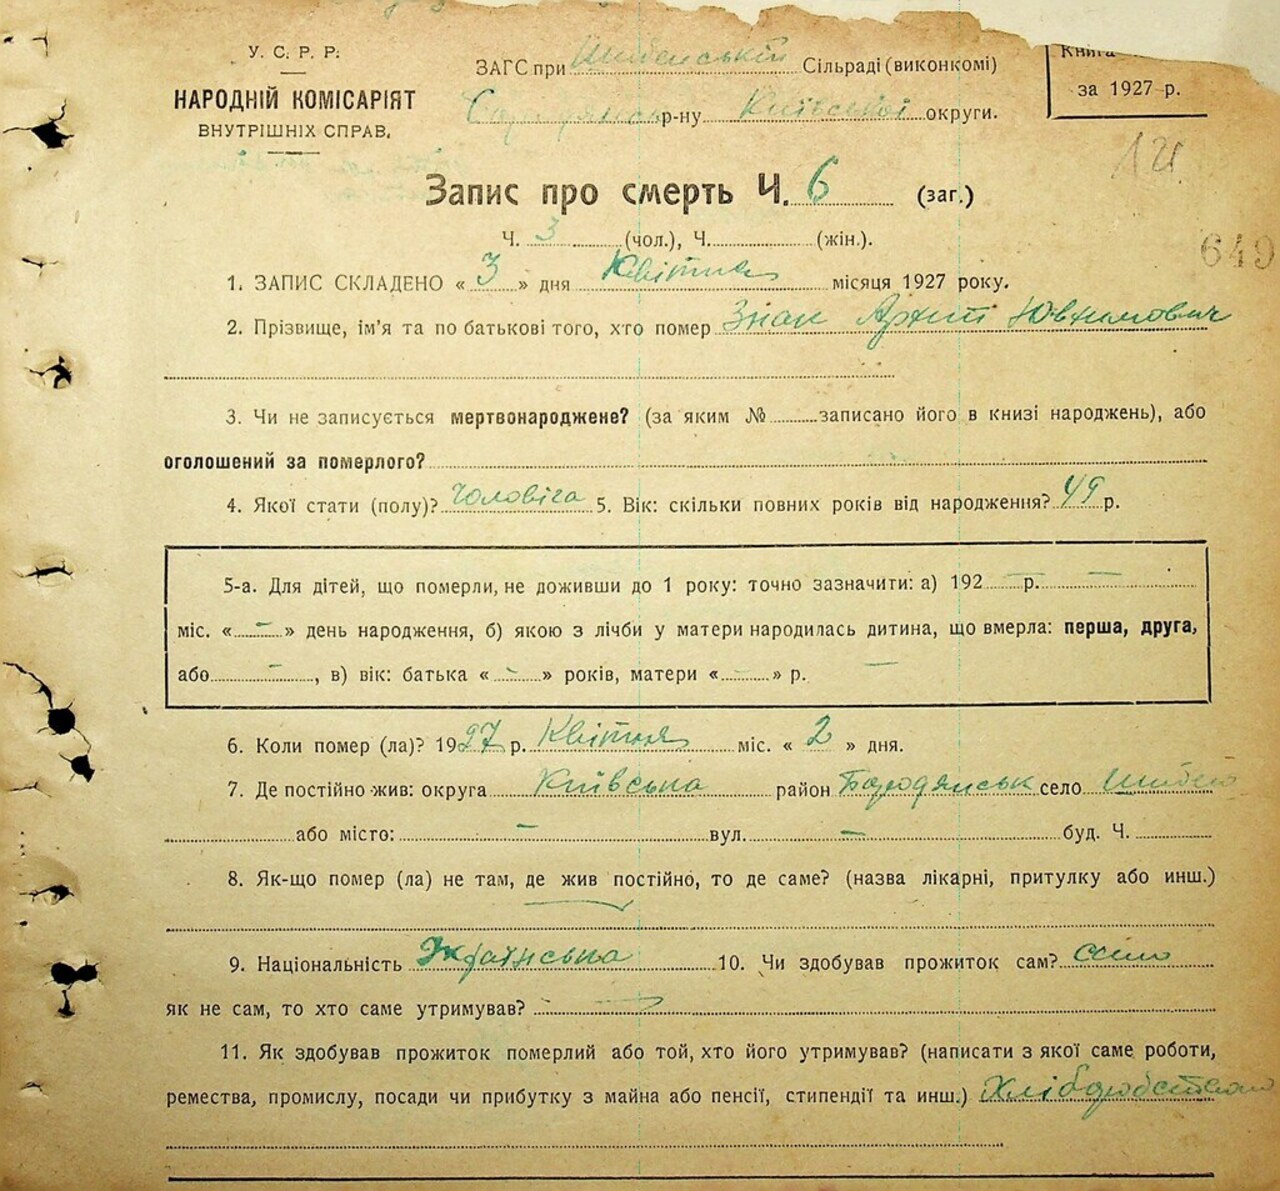 У. С. Р. Р.
НАРОДНІЙ КОМІСАРІЯТ
ВНУТРІШНІХ СПРАВ.
ЗАГС при Шибенській Сільраді (виконкомі)
р-ну Київської округи.
Книга
за 1927 р.
121.
Запис про смерть Ч. 6 (заг.)
Ч. 3 (чол.), Ч. (жін.).
649
1. ЗАПИС СКЛАДЕНО « 3 » дня Квітня місяця 1927 року.
2. Прізвище, ім'я та по батькові того, хто помер Знак Архип Ювхимович
3. Чи не записується мертвонароджене? (за яким № записано його в книзі народжень), або
оголошений за померлого?
4. Якої стати (полу)? Чоловіча 5. Вік: скільки повних років від народження? 49 р.
5-а. Для дітей, що померли, не доживши до 1 року: точно зазначити: а) 192 — р. —
міс. « - » день народження, б) якою з лічби у матери народилась дитина, що вмерла: перша, друга,
або - , в) вік: батька « - » років, матери « - » р. —
6. Коли помер (ла)? 1927 р. Квітня міс. « 2 » дня.
7. Де постійно жив: округа Київська район Бородянськ село Шибено
або місто: - вул. - буд. Ч.
8. Як-що помер (ла) не там, де жив постійно, то де саме? (назва лікарні, притулку або инш.)
9. Національність Українська 10. Чи здобував прожиток сам?
як не сам, то хто саме утримував? —
11. Як здобував прожиток померлий або той, хто його утримував? (написати з якої саме роботи,
ремества, промислу, посади чи прибутку з майна або пенсії, стипендії та инш.) Хліборобством